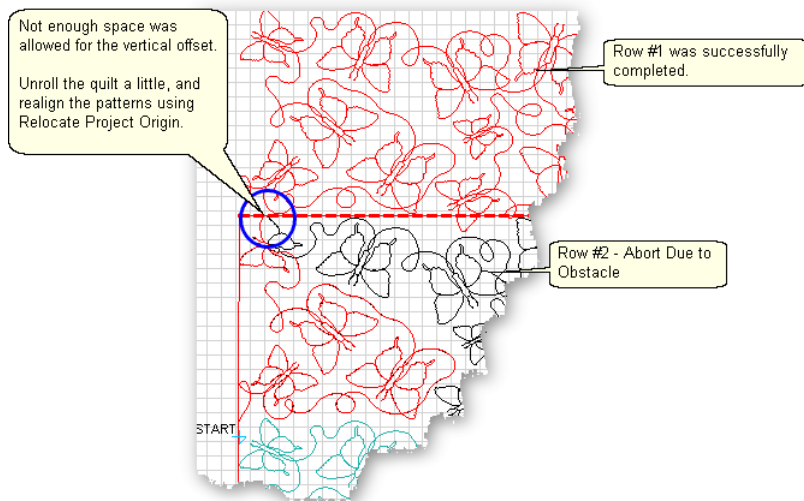 Not enough space was
allowed for the vertical offset.
Unroll the quilt a little, and
realign the patterns using
Relocate Project Origin.
Row #1 was successfully
completed.
Row #2 - Abort Due to
Obstacle
START